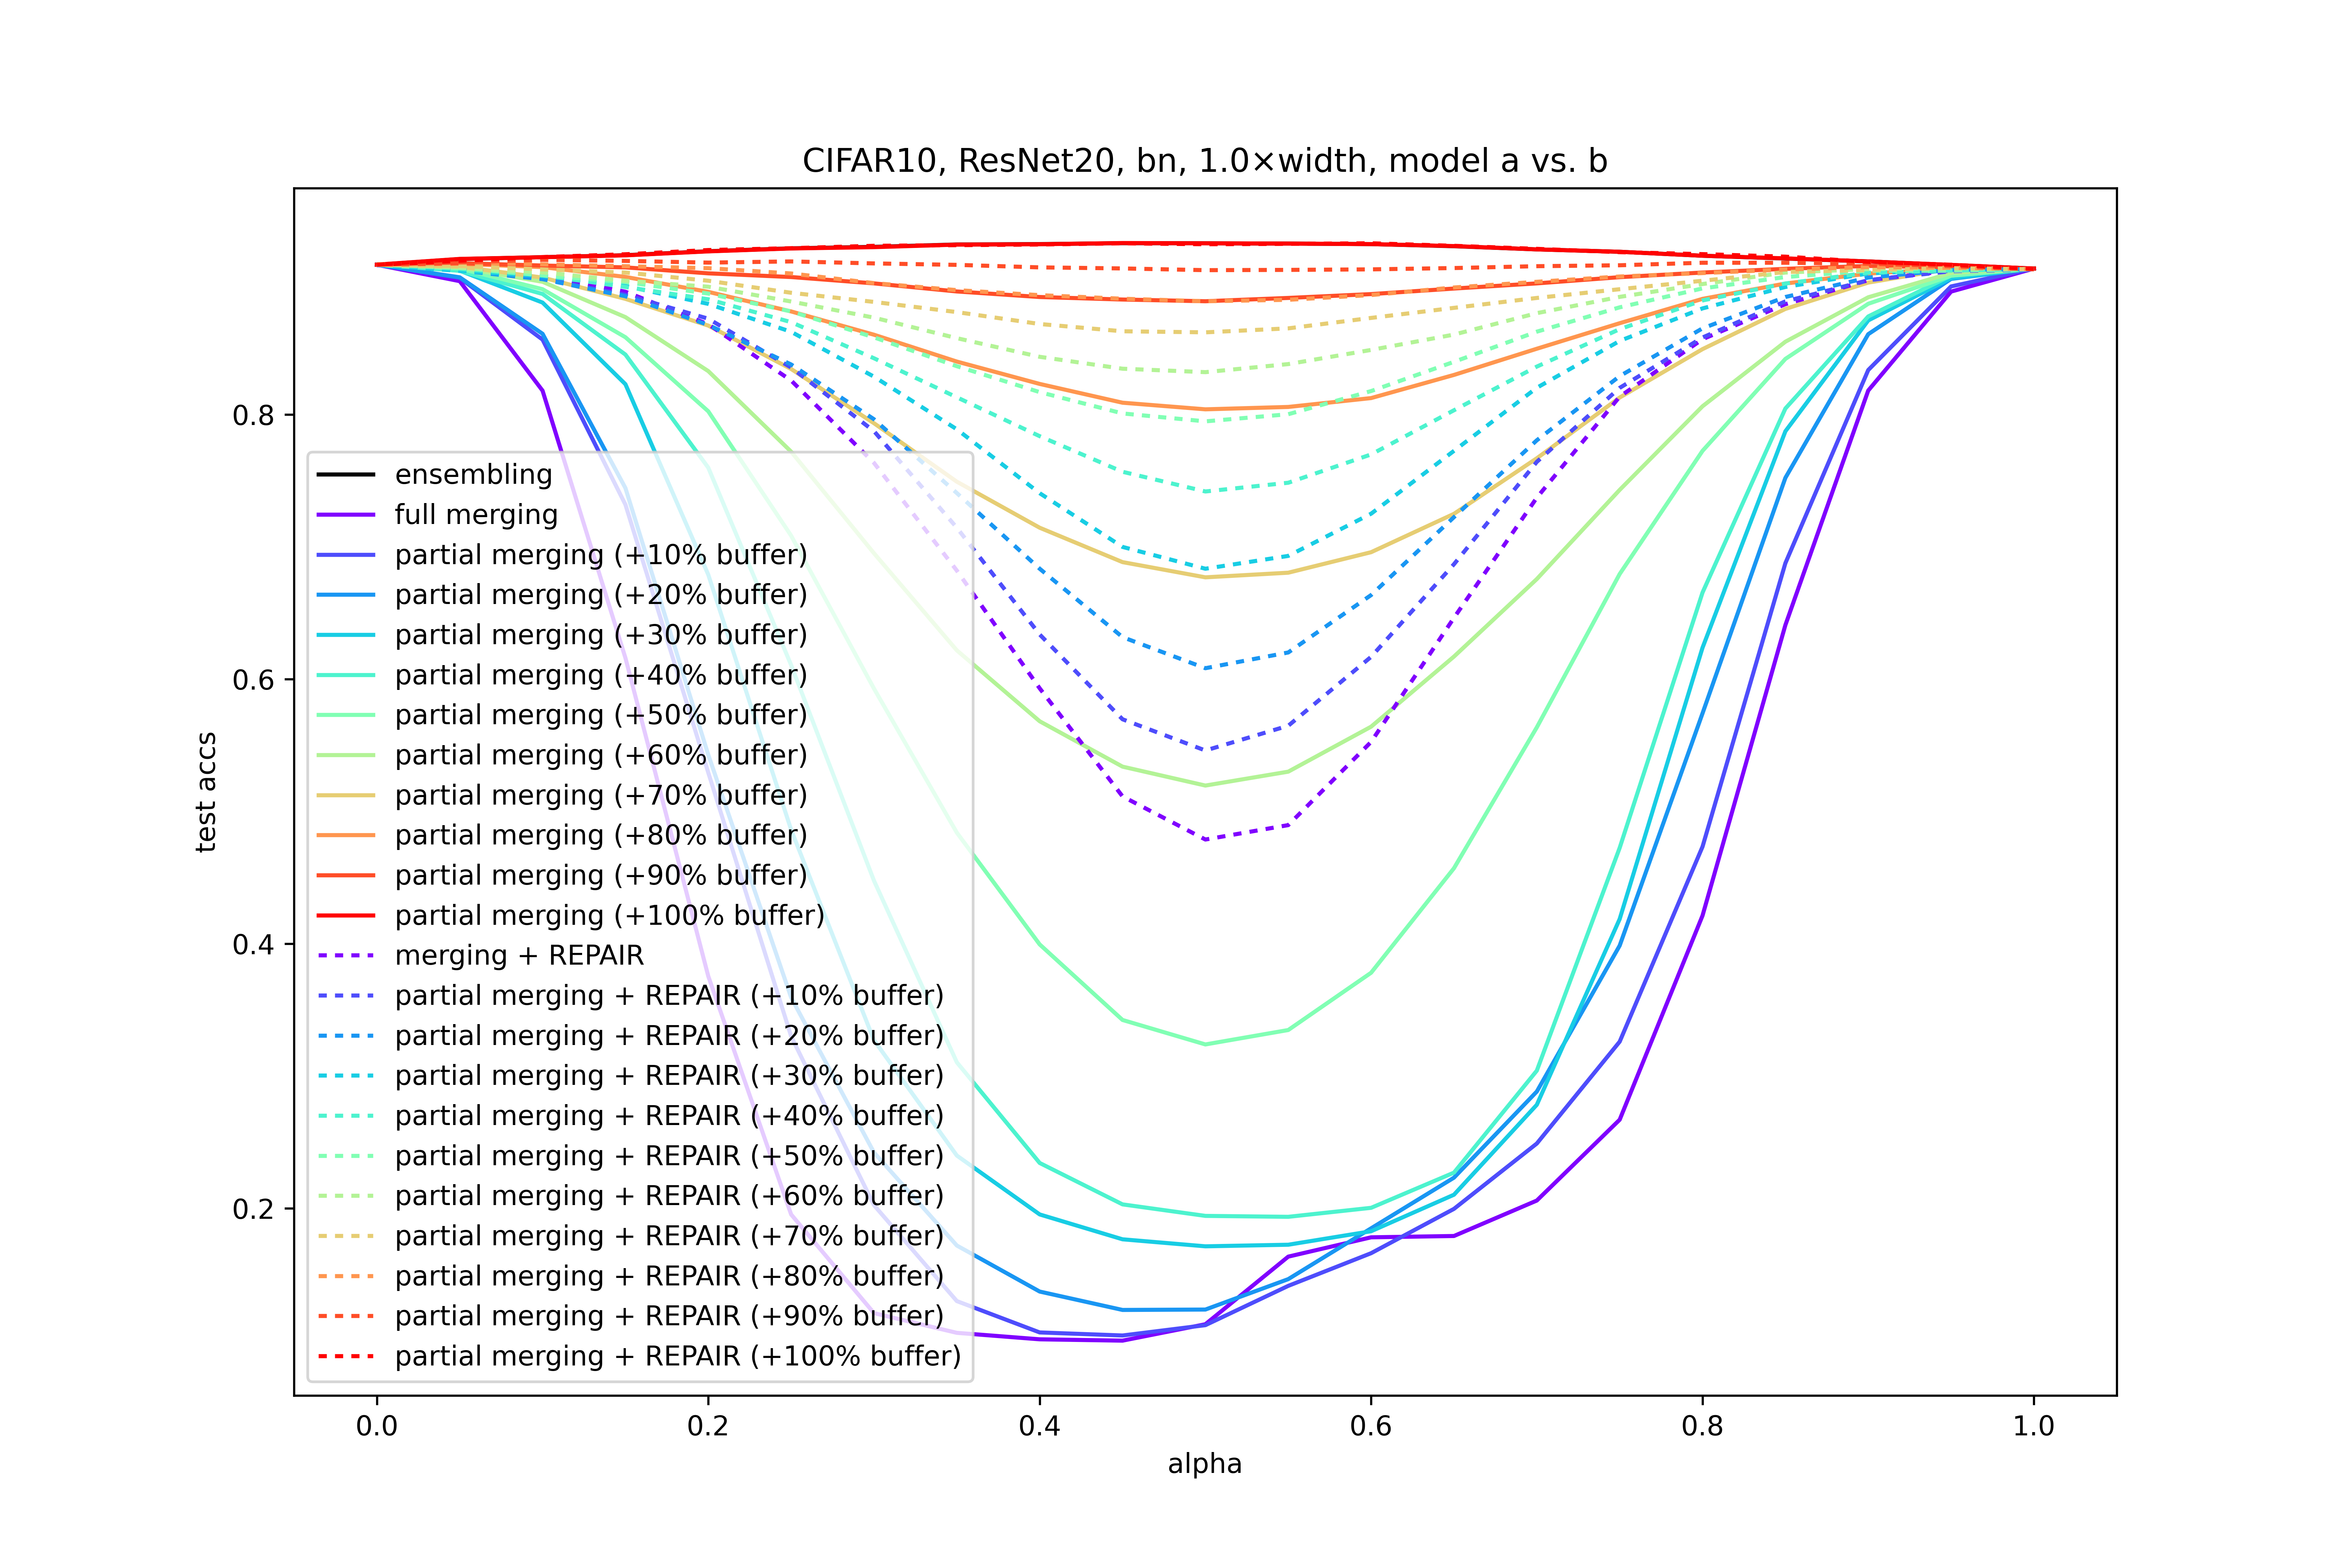 CIFAR10, ResNet20, bn, 1.0×width, model a vs. b
test accs
0.8
0.6
0.4
0.2
ensembling
full merging
partial merging (+10% buffer)
partial merging (+20% buffer)
partial merging (+30% buffer)
partial merging (+40% buffer)
partial merging (+50% buffer)
partial merging (+60% buffer)
partial merging (+70% buffer)
partial merging (+80% buffer)
partial merging (+90% buffer)
partial merging (+100% buffer)
merging + REPAIR
partial merging + REPAIR (+10% buffer)
partial merging + REPAIR (+20% buffer)
partial merging + REPAIR (+30% buffer)
partial merging + REPAIR (+40% buffer)
partial merging + REPAIR (+50% buffer)
partial merging + REPAIR (+60% buffer)
partial merging + REPAIR (+70% buffer)
partial merging + REPAIR (+80% buffer)
partial merging + REPAIR (+90% buffer)
partial merging + REPAIR (+100% buffer)
0.0 0.2 0.4 0.6 0.8 1.0
alpha